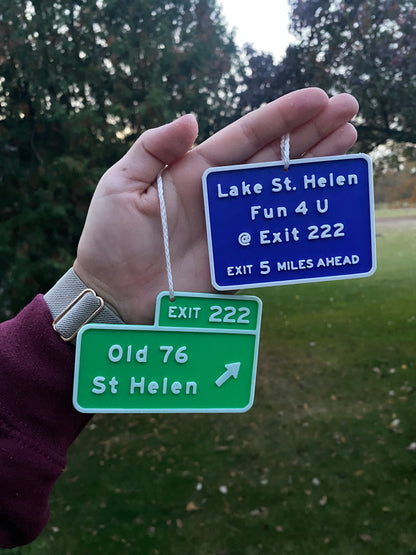 Lake St. Helen
Fun 4 U
@ Exit 222
EXIT 5 MILES AHEAD
EXIT 222
Old 76
St Helen